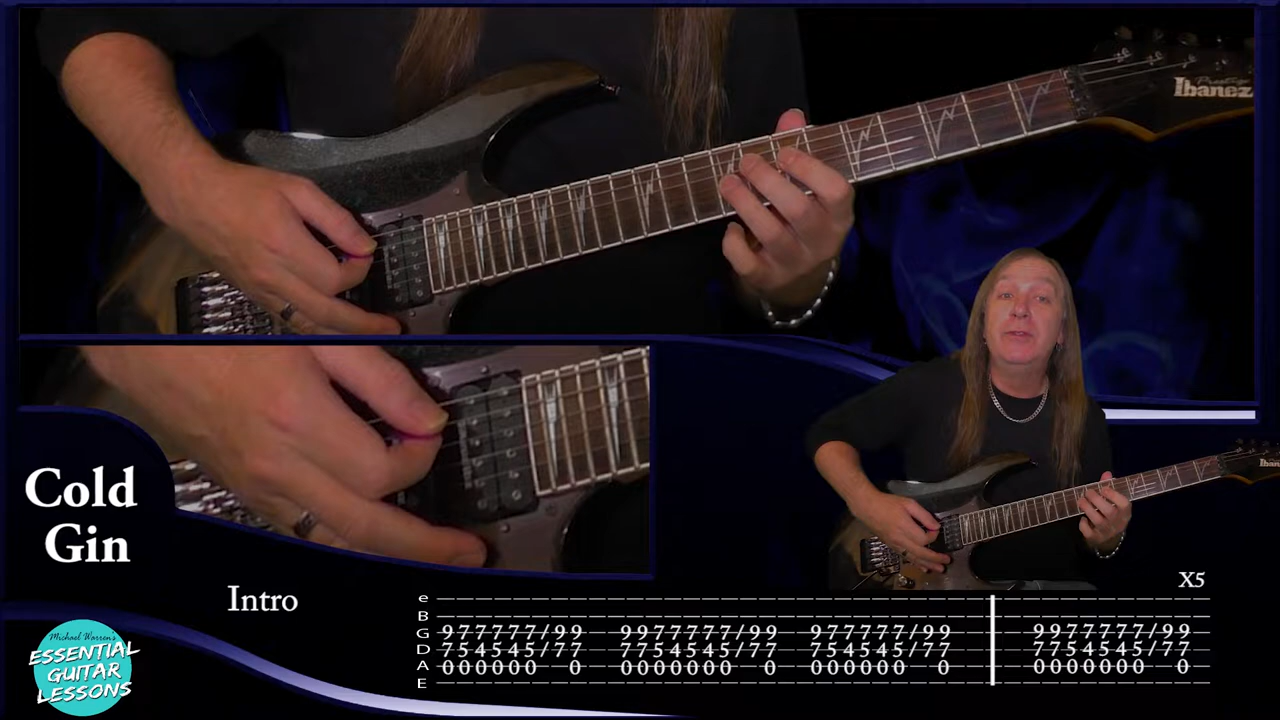 Prestige
Ibanez
Cold
Gin
Ibanez
X5
Intro
e
B
G 977777/99 9977777/99 977777/99 9977777/99
D 754545/77 7754545/77 754545/77 7754545/77
A 000000 0 0000000 0 000000 0 0000000 0
E
Michael Warren's
ESSENTIAL
GUITAR
LESSONS